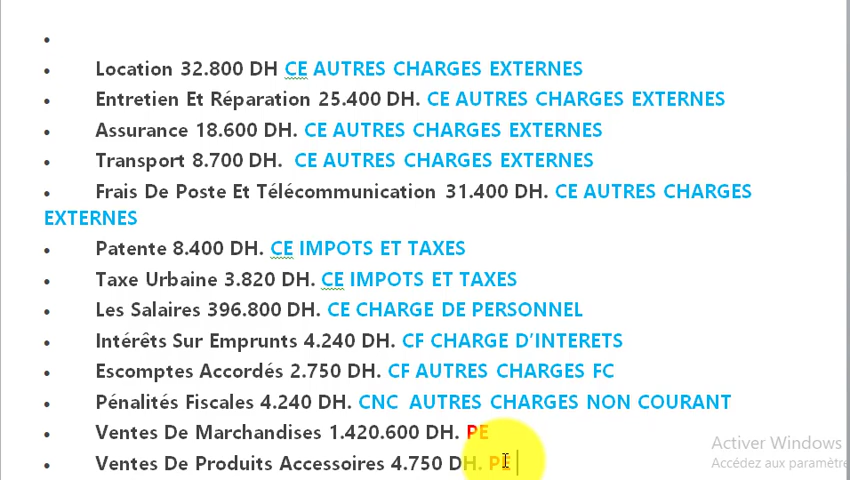 Location 32.800 DH CE AUTRES CHARGES EXTERNES
Entretien Et Réparation 25.400 DH. CE AUTRES CHARGES EXTERNES
Assurance 18.600 DH. CE AUTRES CHARGES EXTERNES
Transport 8.700 DH. CE AUTRES CHARGES EXTERNES
Frais De Poste Et Télécommunication 31.400 DH. CE AUTRES CHARGES
EXTERNES
Patente 8.400 DH. CE IMPOTS ET TAXES
Taxe Urbaine 3.820 DH. CE IMPOTS ET TAXES
Les Salaires 396.800 DH. CE CHARGE DE PERSONNEL
Intérêts Sur Emprunts 4.240 DH. CF CHARGE D’INTERETS
Escomptes Accordés 2.750 DH. CF AUTRES CHARGES FC
Pénalités Fiscales 4.240 DH. CNC AUTRES CHARGES NON COURANT
Ventes De Marchandises 1.420.600 DH. PE
Ventes De Produits Accessoires 4.750 DH. PE
Activer Windows
Accédez aux paramètre